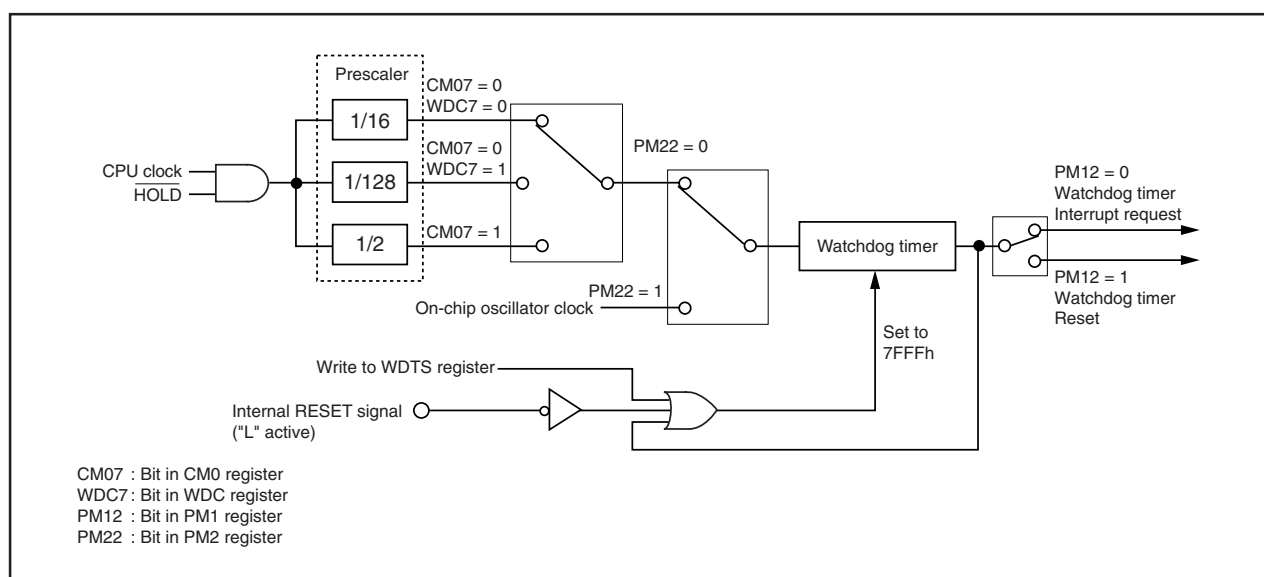 Prescaler
CM07 = 0
WDC7 = 0
1/16
CM07 = 0
WDC7 = 1
PM22 = 0
CPU clock
HOLD
1/128
PM12 = 0
Watchdog timer
Interrupt request
1/2
CM07 = 1
Watchdog timer
PM12 = 1
Watchdog timer
Reset
PM22 = 1
On-chip oscillator clock
Set to
7FFFh
Write to WDTS register
Internal RESET signal
("L" active)
CM07 : Bit in CM0 register
WDC7 : Bit in WDC register
PM12 : Bit in PM1 register
PM22 : Bit in PM2 register